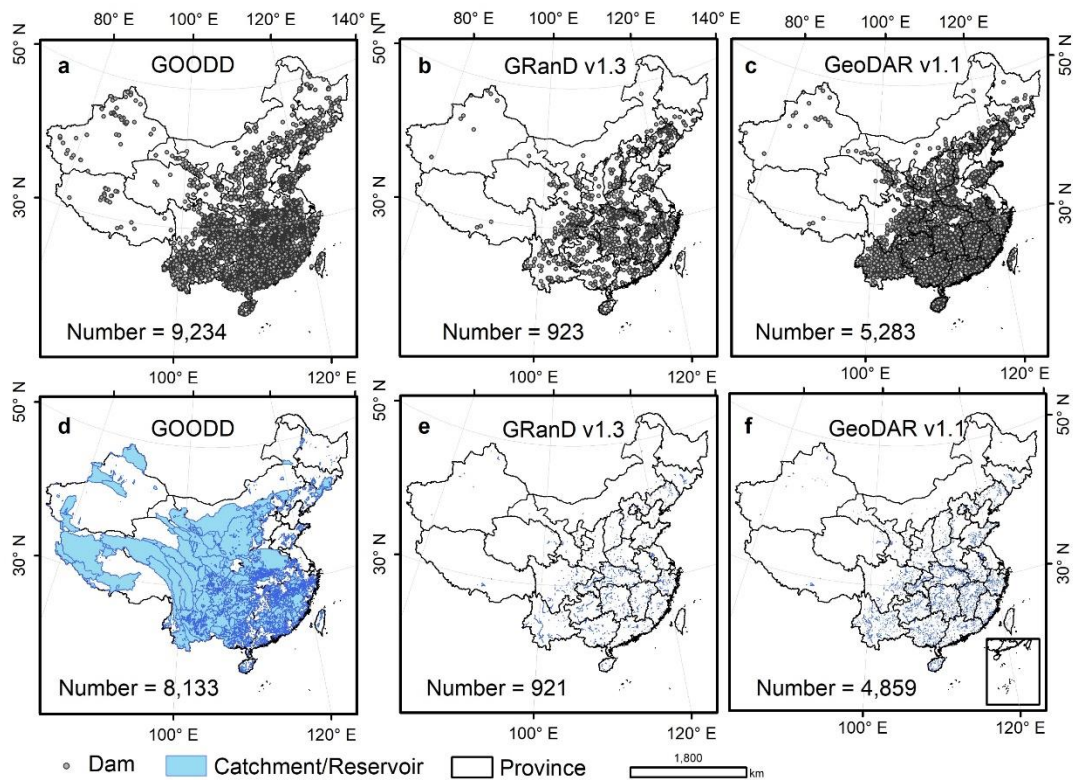 80° E 100° E 120° E 140° E
80° E 100° E 120° E 140° E
80° E 100° E 120° E
50° N
30° N
a
GOODD
Number = 9,234
b
GRanD v1.3
Number = 923
c
GeoDAR v1.1
Number = 5,283
50° N
30° N
100° E 120° E
100° E 120° E
100° E 120° E
50° N
30° N
d
GOODD
Number = 8,133
e
GRanD v1.3
Number = 921
f
GeoDAR v1.1
Number = 4,859
50° N
30° N
100° E 120° E
100° E 120° E
100° E 120° E
Dam
Catchment/Reservoir
Province
1,800
km